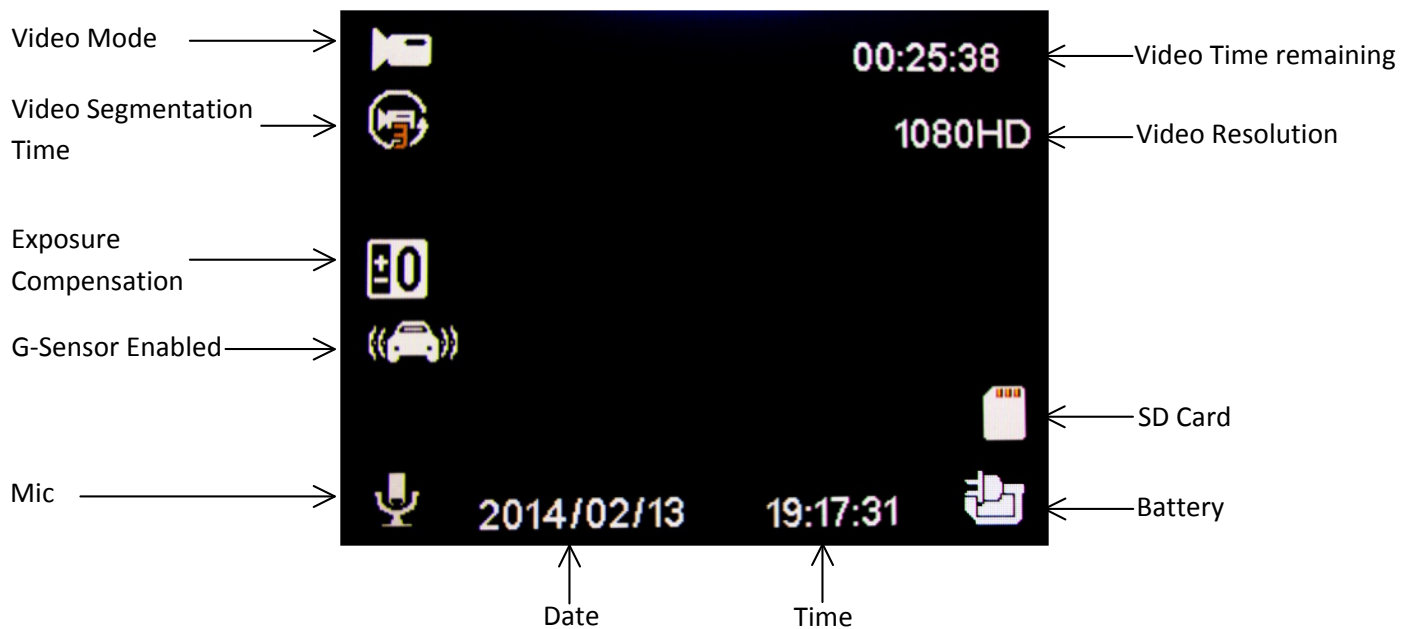 Video Mode
00:25:38
Video Time remaining
Video Segmentation
Time
3
1080HD
Video Resolution
Exposure
Compensation
±0
G-Sensor Enabled
SD Card
Mic
2014/02/13
19:17:31
Battery
Date
Time